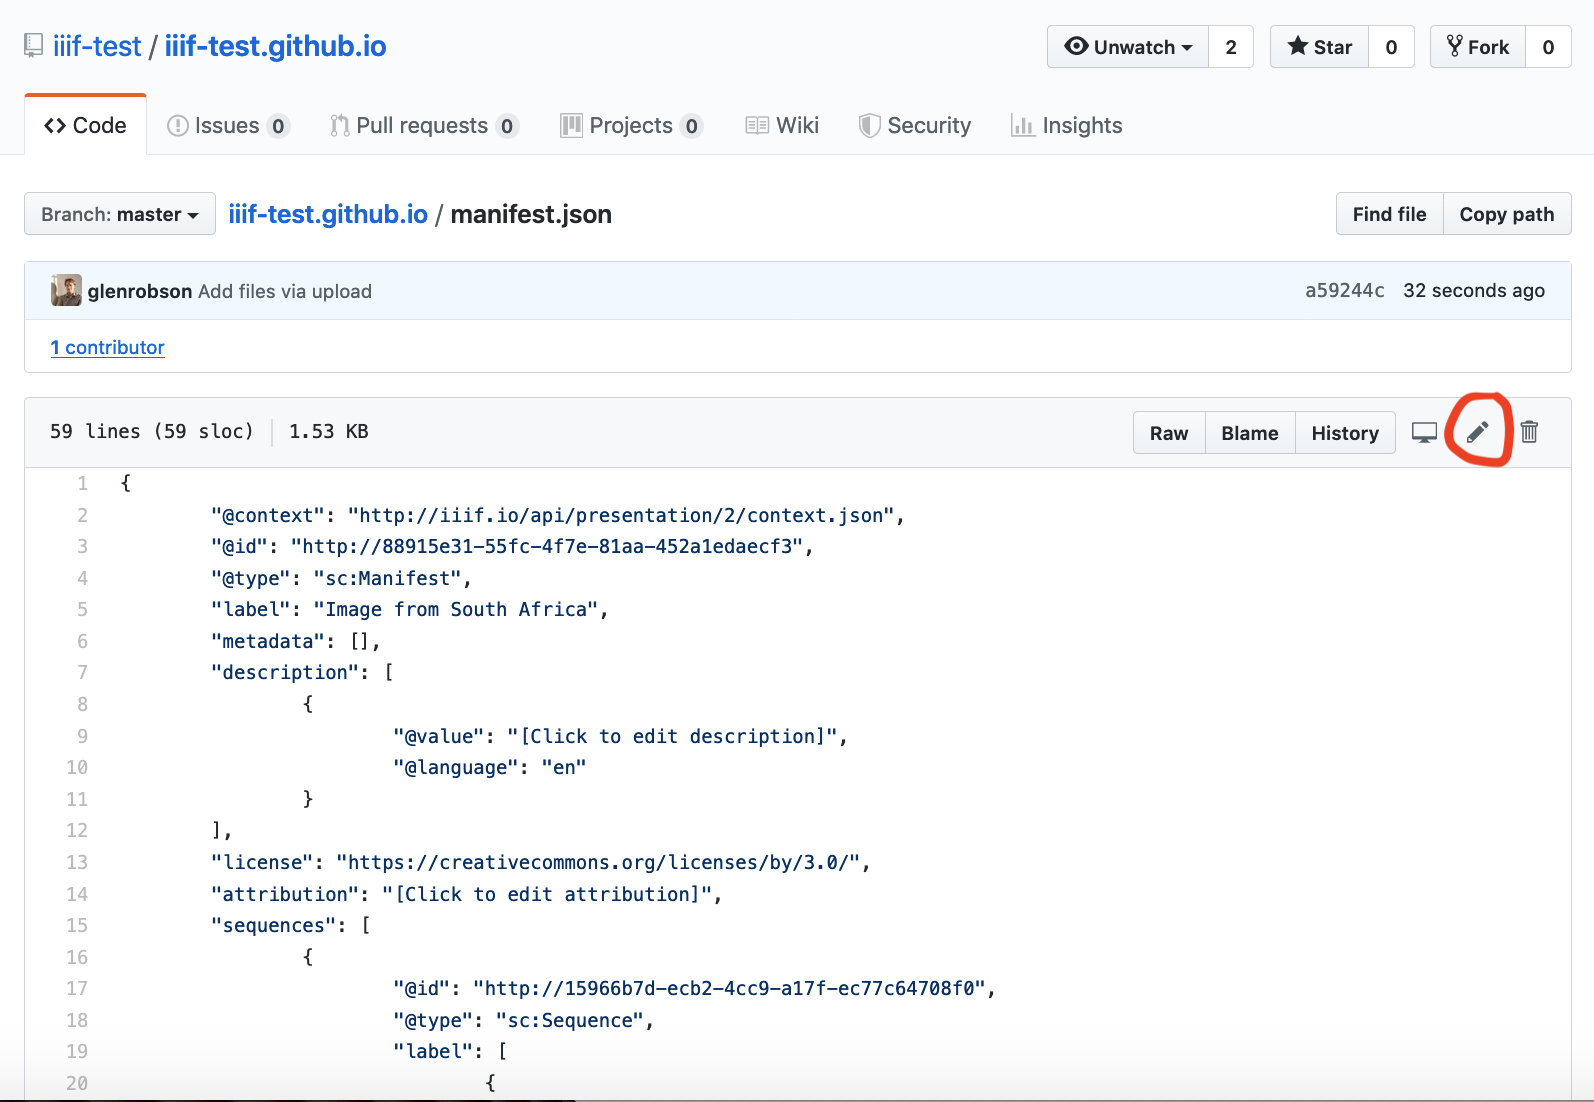 iiif-test / iiif-test.github.io
Unwatch 2
Star 0
Fork 0
Code Issues 0 Pull requests 0 Projects 0 Wiki Security Insights
Branch: master iiif-test.github.io / manifest.json
Find file Copy path
glenrobson Add files via upload
a59244c 32 seconds ago
1 contributor
59 lines (59 sloc) 1.53 KB
Raw Blame History
1 {
2 "@context": "http://iiif.io/api/presentation/2/context.json",
3 "@id": "http://88915e31-55fc-4f7e-81aa-452a1edaecf3",
4 "@type": "sc:Manifest",
5 "label": "Image from South Africa",
6 "metadata": [],
7 "description": [
8 {
9 "@value": "[Click to edit description]",
10 "@language": "en"
11 }
12 ],
13 "license": "https://creativecommons.org/licenses/by/3.0/",
14 "attribution": "[Click to edit attribution]",
15 "sequences": [
16 {
17 "@id": "http://15966b7d-ecb2-4cc9-a17f-ec77c64708f0",
18 "@type": "sc:Sequence",
19 "label": [
20 {